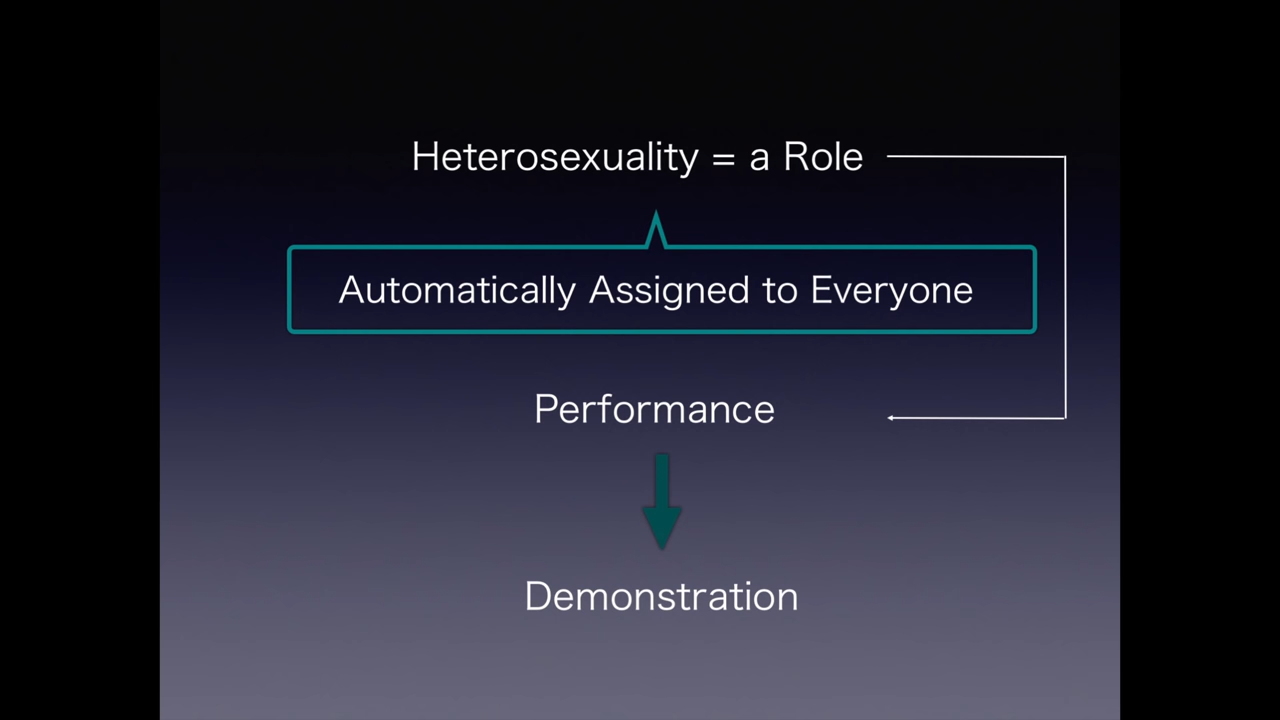 Heterosexuality = a Role
Automatically Assigned to Everyone
Performance
Demonstration